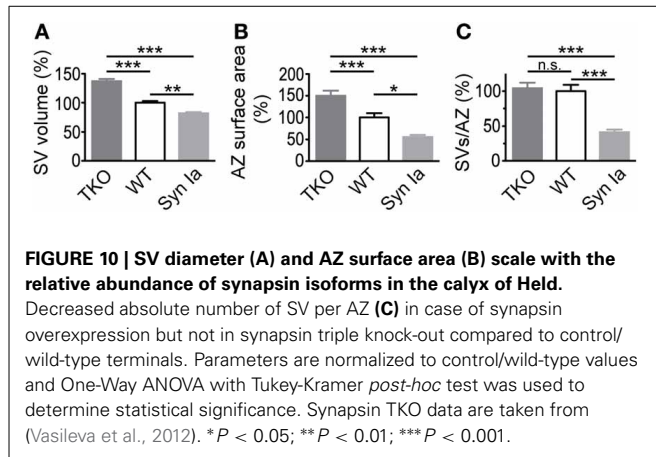 A
B
C
SV volume (%)
150
100
50
0
***
***
**
TKO
WT
Syn Ia
AZ surface area
(%)
200
150
100
50
0
***
***
*
TKO
WT
Syn Ia
SVs/AZ (%)
100
50
0
***
n.s.
***
TKO
WT
Syn Ia
FIGURE 10 | SV diameter (A) and AZ surface area (B) scale with the
relative abundance of synapsin isoforms in the calyx of Held.
Decreased absolute number of SV per AZ (C) in case of synapsin
overexpression but not in synapsin triple knock-out compared to control/
wild-type terminals. Parameters are normalized to control/wild-type values
and One-Way ANOVA with Tukey-Kramer post-hoc test was used to
determine statistical significance. Synapsin TKO data are taken from
(Vasileva et al., 2012). *P < 0.05; **P < 0.01; ***P < 0.001.